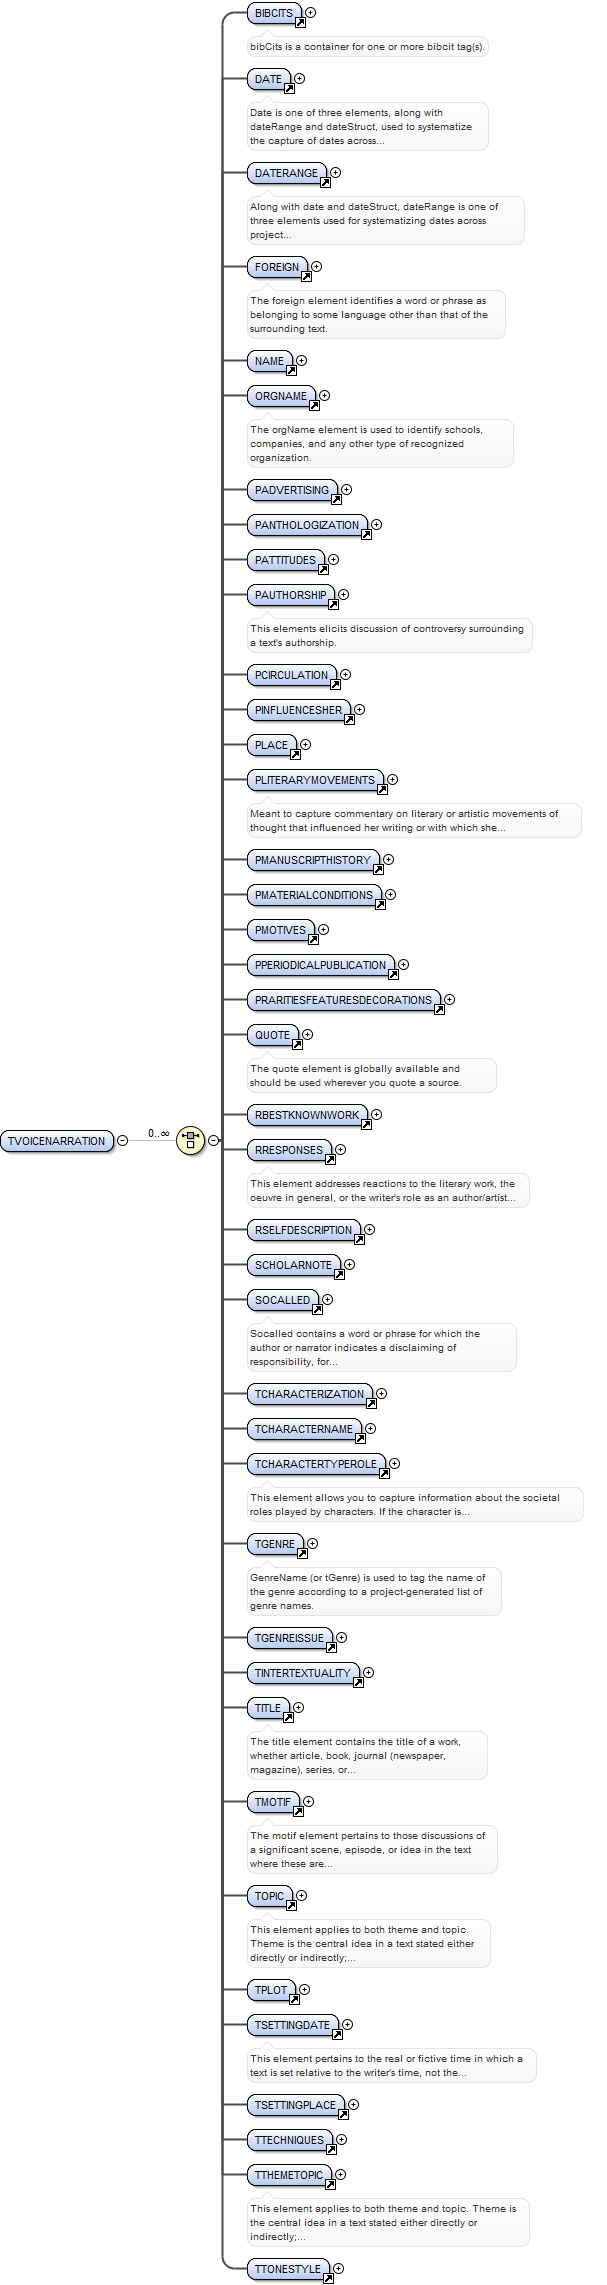 BIBCITS
bibCits is a container for one or more bibcit tag(s).
DATE
Date is one of three elements, along with
dateRange and dateStruct, used to systematize
the capture of dates across...
DATERANGE
Along with date and dateStruct, dateRange is one of
three elements used for systematizing dates across
project...
FOREIGN
The foreign element identifies a word or phrase as
belonging to some language other than that of the
surrounding text.
NAME
ORGNAME
The orgName element is used to identify schools,
companies, and any other type of recognized
organization.
PADVERTISING
PANTHOLOGIZATION
PATTITUDES
PAUTHORSHIP
This elements elicits discussion of controversy surrounding
a text's authorship.
PCIRCULATION
PINFLUENCESHER
PLACE
PLITERARYMOVEMENTS
Meant to capture commentary on literary or artistic movements of
thought that influenced her writing or with which she...
PMANUSCRIPTHISTORY
PMATERIALCONDITIONS
PMOTIVES
PPERIODICALPUBLICATION
PRARITIESFEATURESDECORATIONS
QUOTE
The quote element is globally available and
should be used wherever you quote a source.
RBESTKNOWNWORK
TVOICENARRATION 0..∞
RRESPONSES
This element addresses reactions to the literary work, the
oeuvre in general, or the writer's role as an author/artist...
RSELFDESCRIPTION
SCHOLARNOTE
SOCALLED
Socalled contains a word or phrase for which the
author or narrator indicates a disclaiming of
responsibility, for...
TCHARACTERIZATION
TCHARACTERNAME
TCHARACTERTYPEROLE
This element allows you to capture information about the societal
roles played by characters. If the character is...
TGENRE
GenreName (or tGenre) is used to tag the name of
the genre according to a project-generated list of
genre names.
TGENREISSUE
TINTERTEXTUALITY
TITLE
The title element contains the title of a work,
whether article, book, journal (newspaper,
magazine), series, or...
TMOTIF
The motif element pertains to those discussions of
a significant scene, episode, or idea in the text
where these are...
TOPIC
This element applies to both theme and topic.
Theme is the central idea in a text stated either
directly or indirectly;...
TPLOT
TSETTINGDATE
This element pertains to the real or fictive time in which a
text is set relative to the writer's time, not the...
TSETTINGPLACE
TTECHNIQUES
TTHEMETOPIC
This element applies to both theme and topic. Theme is
the central idea in a text stated either directly or
indirectly;...
TTONESTYLE